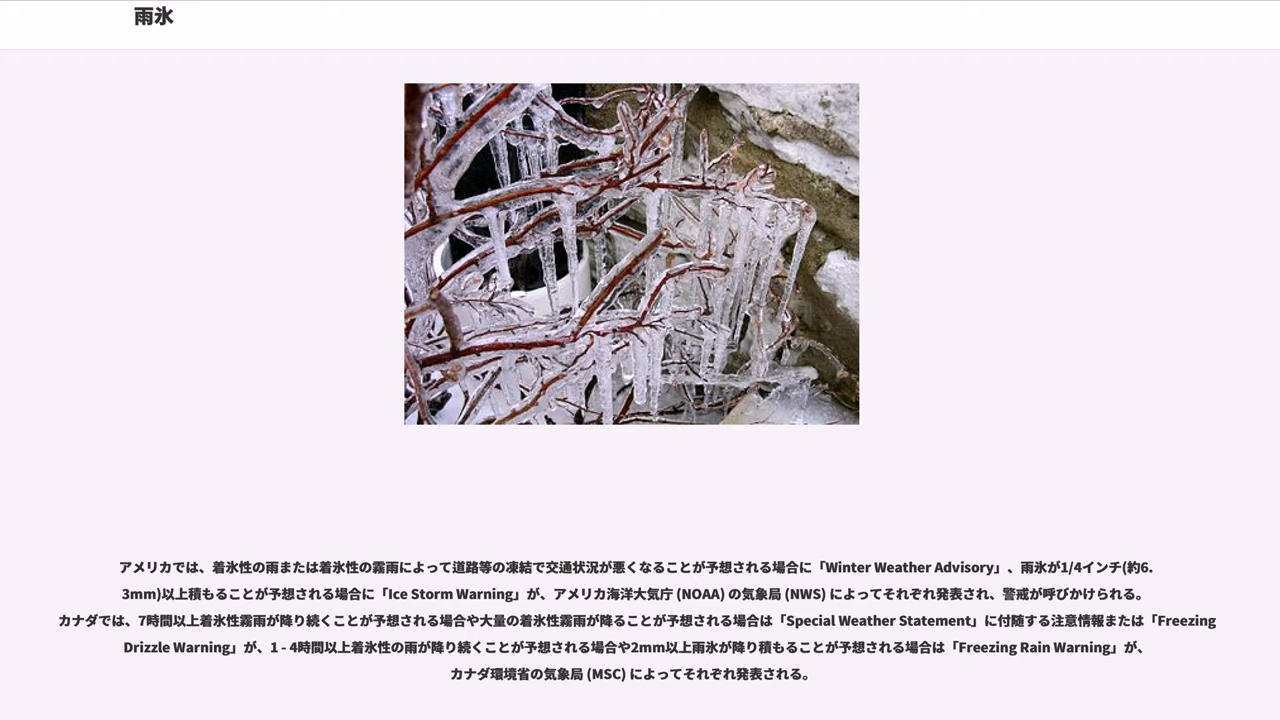 雨氷
アメリカでは、着氷性の雨または着氷性の霧雨によって道路等の凍結で交通状況が悪くなることが予想される場合に「Winter Weather Advisory」、雨氷が1/4インチ(約6.
3mm)以上積もることが予想される場合に「Ice Storm Warning」が、アメリカ海洋大気庁 (NOAA) の気象局 (NWS) によってそれぞれ発表され、警戒が呼びかけられる。
カナダでは、7時間以上着氷性霧雨が降り続くことが予想される場合や大量の着氷性霧雨が降ることが予想される場合は「Special Weather Statement」に付随する注意情報または「Freezing
Drizzle Warning」が、1 - 4時間以上着氷性の雨が降り続くことが予想される場合や2mm以上雨氷が降り積もることが予想される場合は「Freezing Rain Warning」が、
カナダ環境省の気象局 (MSC) によってそれぞれ発表される。